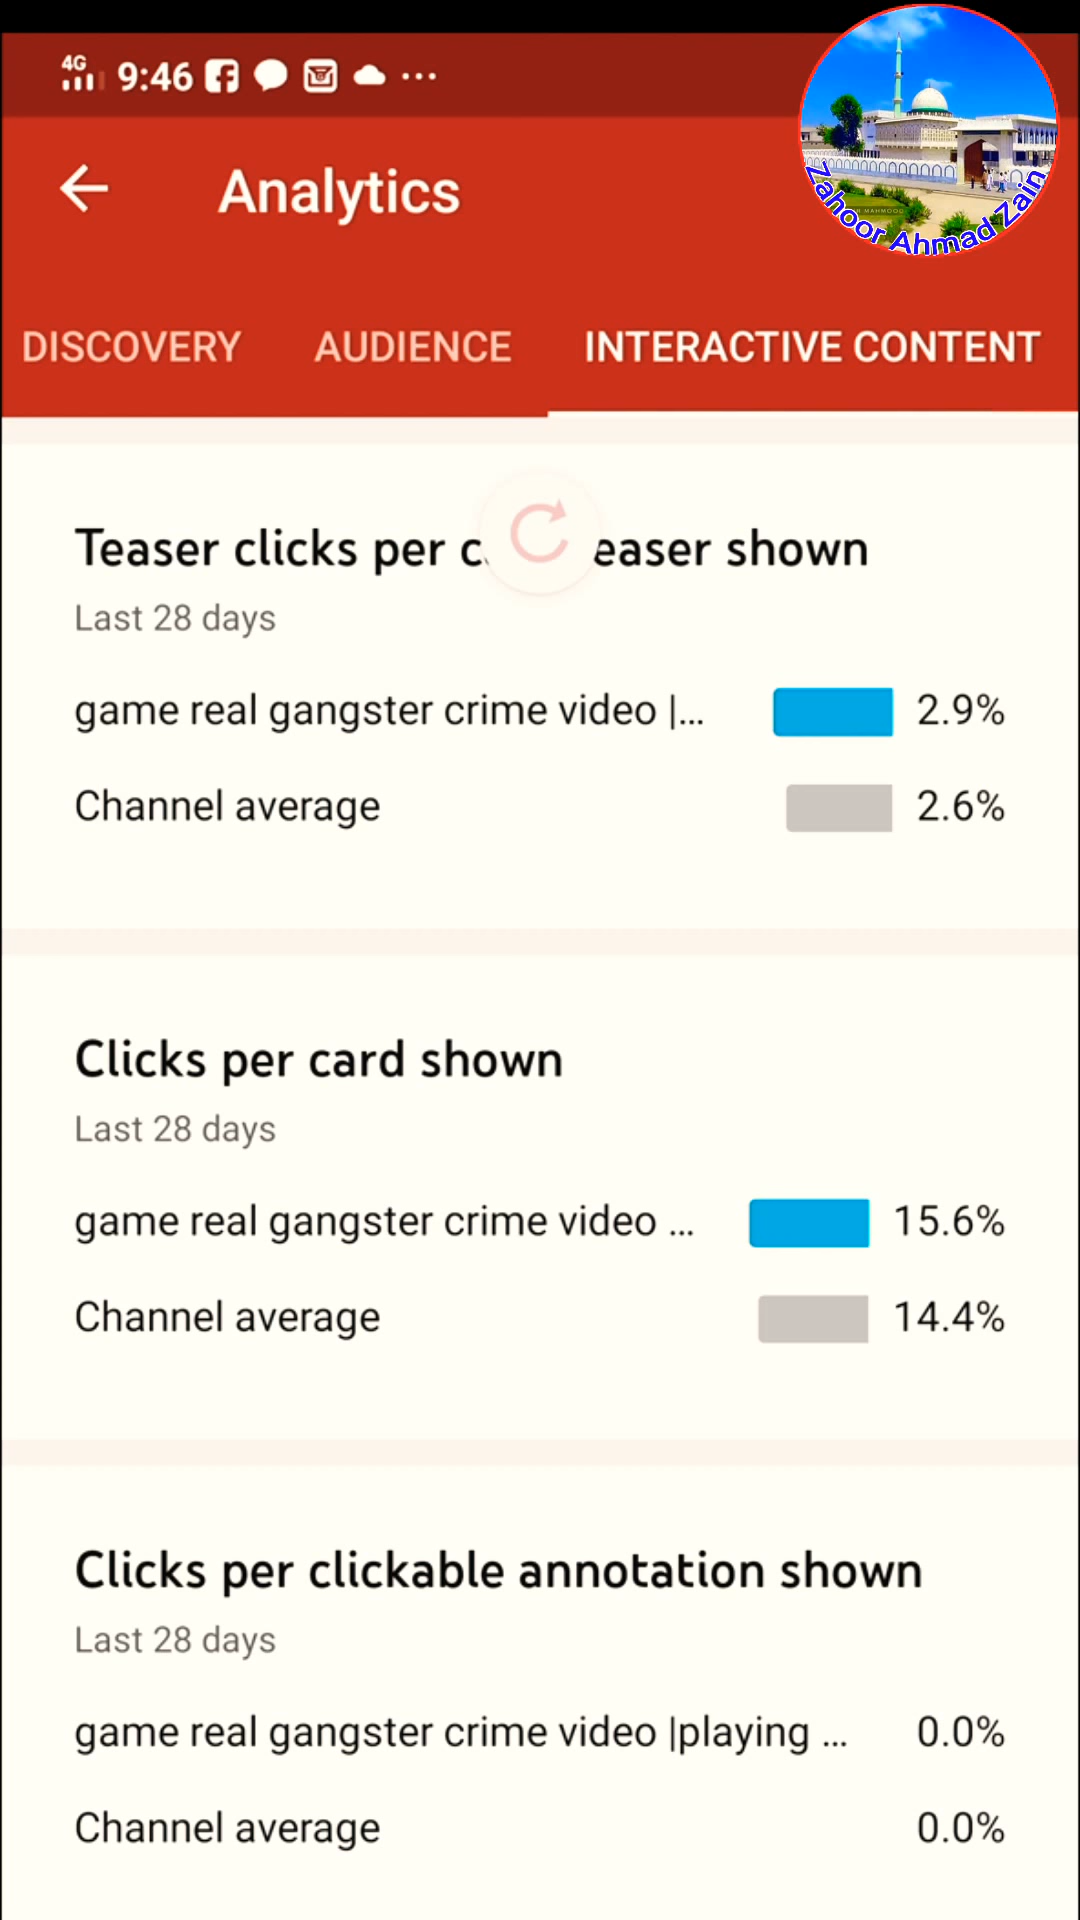 4G 9:46
Analytics
Zahoor Ahmad Zain
DISCOVERY AUDIENCE INTERACTIVE CONTENT
Teaser clicks per c easer shown
Last 28 days
game real gangster crime video |... 2.9%
Channel average 2.6%
Clicks per card shown
Last 28 days
game real gangster crime video ... 15.6%
Channel average 14.4%
Clicks per clickable annotation shown
Last 28 days
game real gangster crime video |playing ... 0.0%
Channel average 0.0%